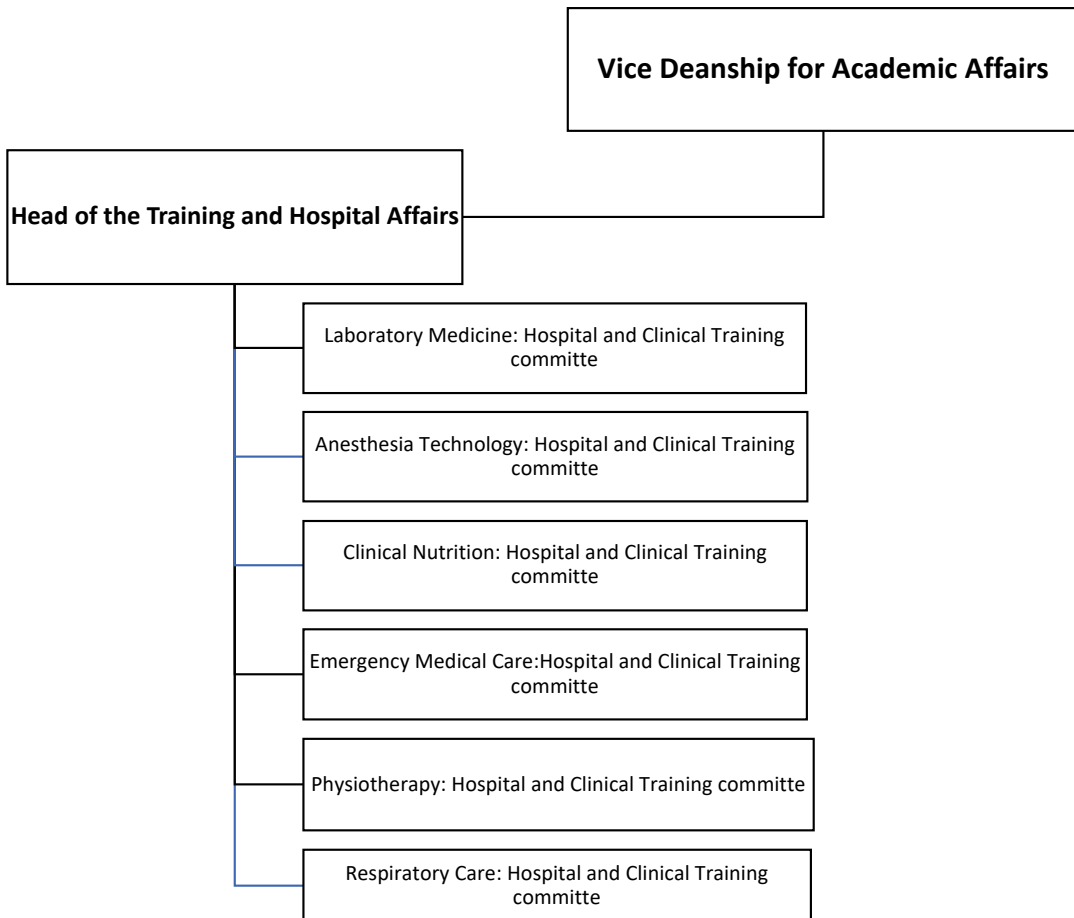 Vice Deanship for Academic Affairs
Head of the Training and Hospital Affairs
Laboratory Medicine: Hospital and Clinical Training
committe
Anesthesia Technology: Hospital and Clinical Training
committe
Clinical Nutrition: Hospital and Clinical Training
committe
Emergency Medical Care:Hospital and Clinical Training
committe
Physiotherapy: Hospital and Clinical Training committe
Respiratory Care: Hospital and Clinical Training
committe